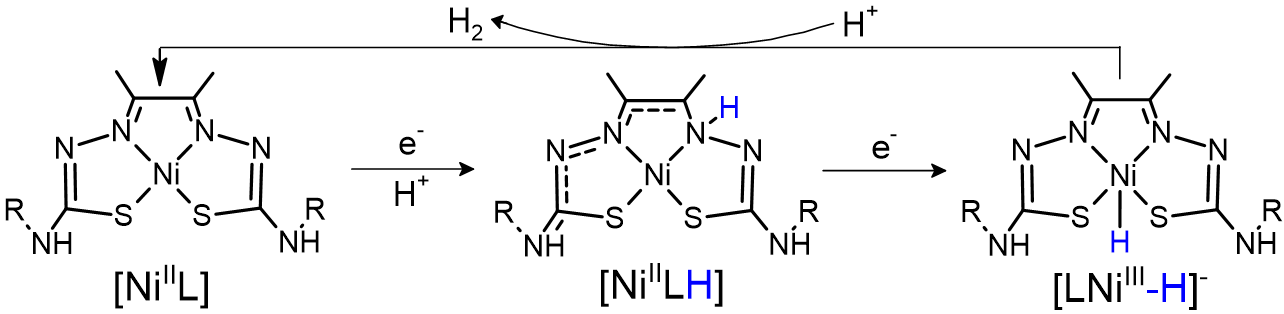 H₂ H⁺
N N N N
Ni
R S S R
NH NH
[NiᴵᴵL]
e⁻
H⁺
H
N N N N
Ni
R S S R
NH NH
[NiᴵᴵLH]
e⁻
N N N N
Ni
R S S R
H
NH NH
[LNiᴵᴵᴵ-H]⁻